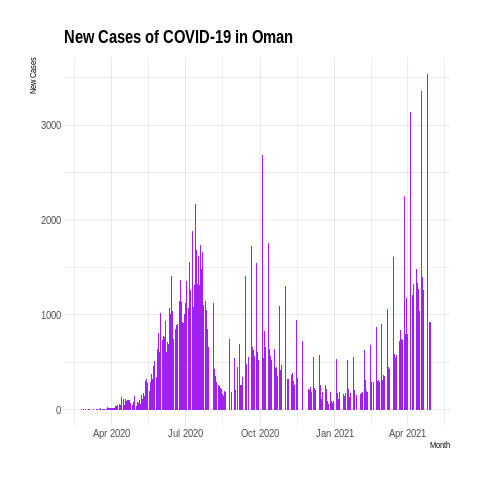 New Cases of COVID-19 in Oman
New Cases
3000
2000
1000
0
Apr 2020 Jul 2020 Oct 2020 Jan 2021 Apr 2021
Month